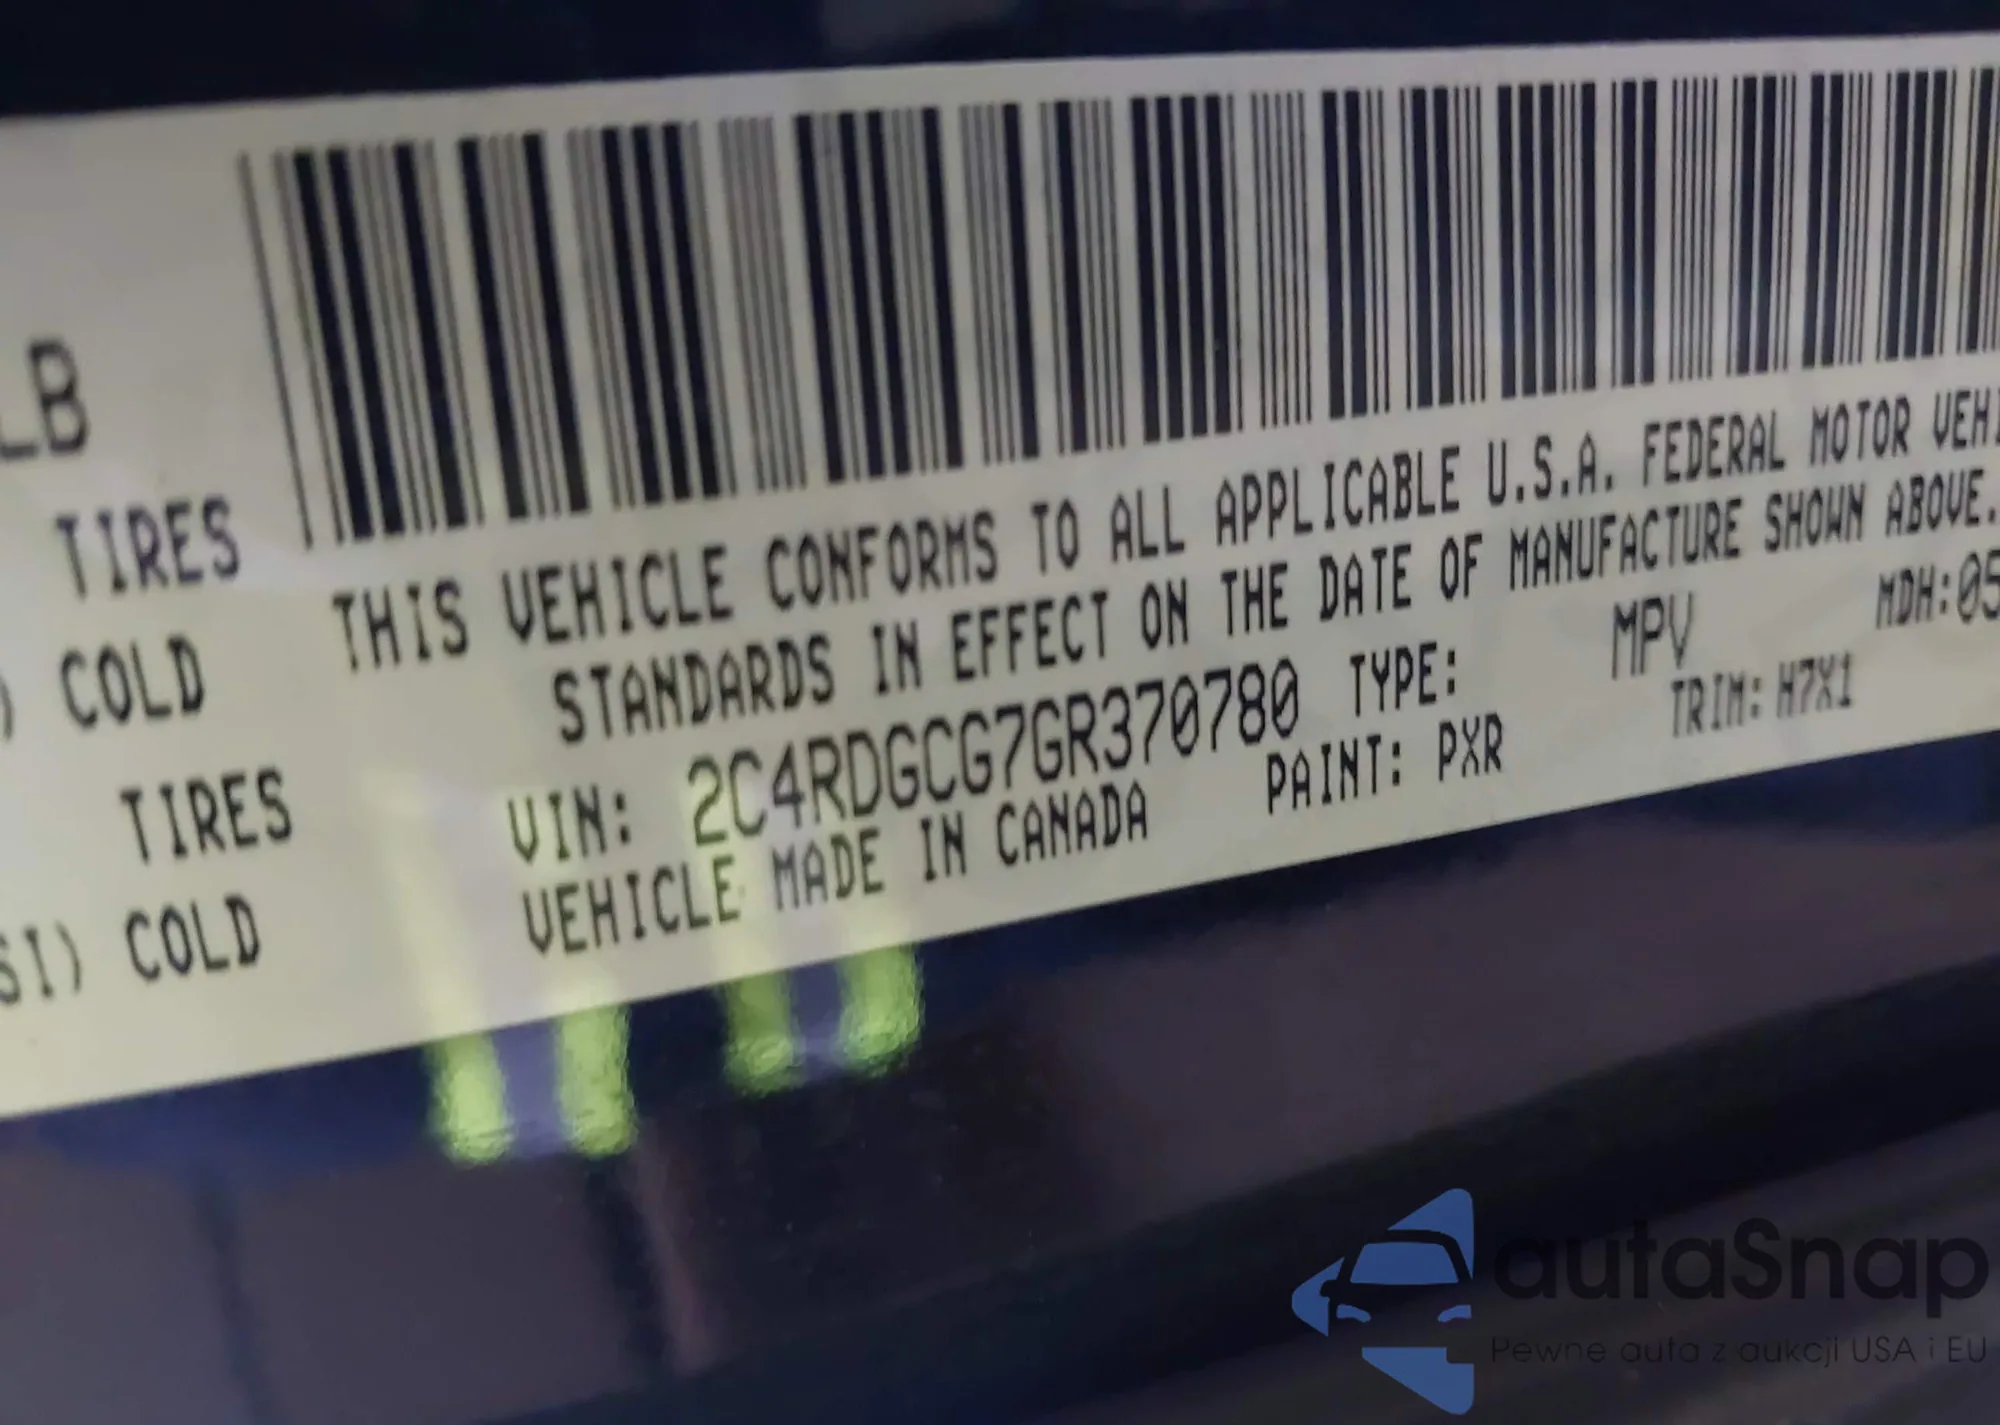 LB
TIRES
) COLD
TIRES
SI) COLD
THIS VEHICLE CONFORMS TO ALL APPLICABLE U.S.A. FEDERAL MOTOR VEHI
STANDARDS IN EFFECT ON THE DATE OF MANUFACTURE SHOWN ABOVE.
VIN: 2C4RDGCG7GR370780 TYPE: MPV MDH:05
VEHICLE MADE IN CANADA PAINT: PXR TRIM: H7X1
autaSnap
Pewne auta z aukcji USA i EU